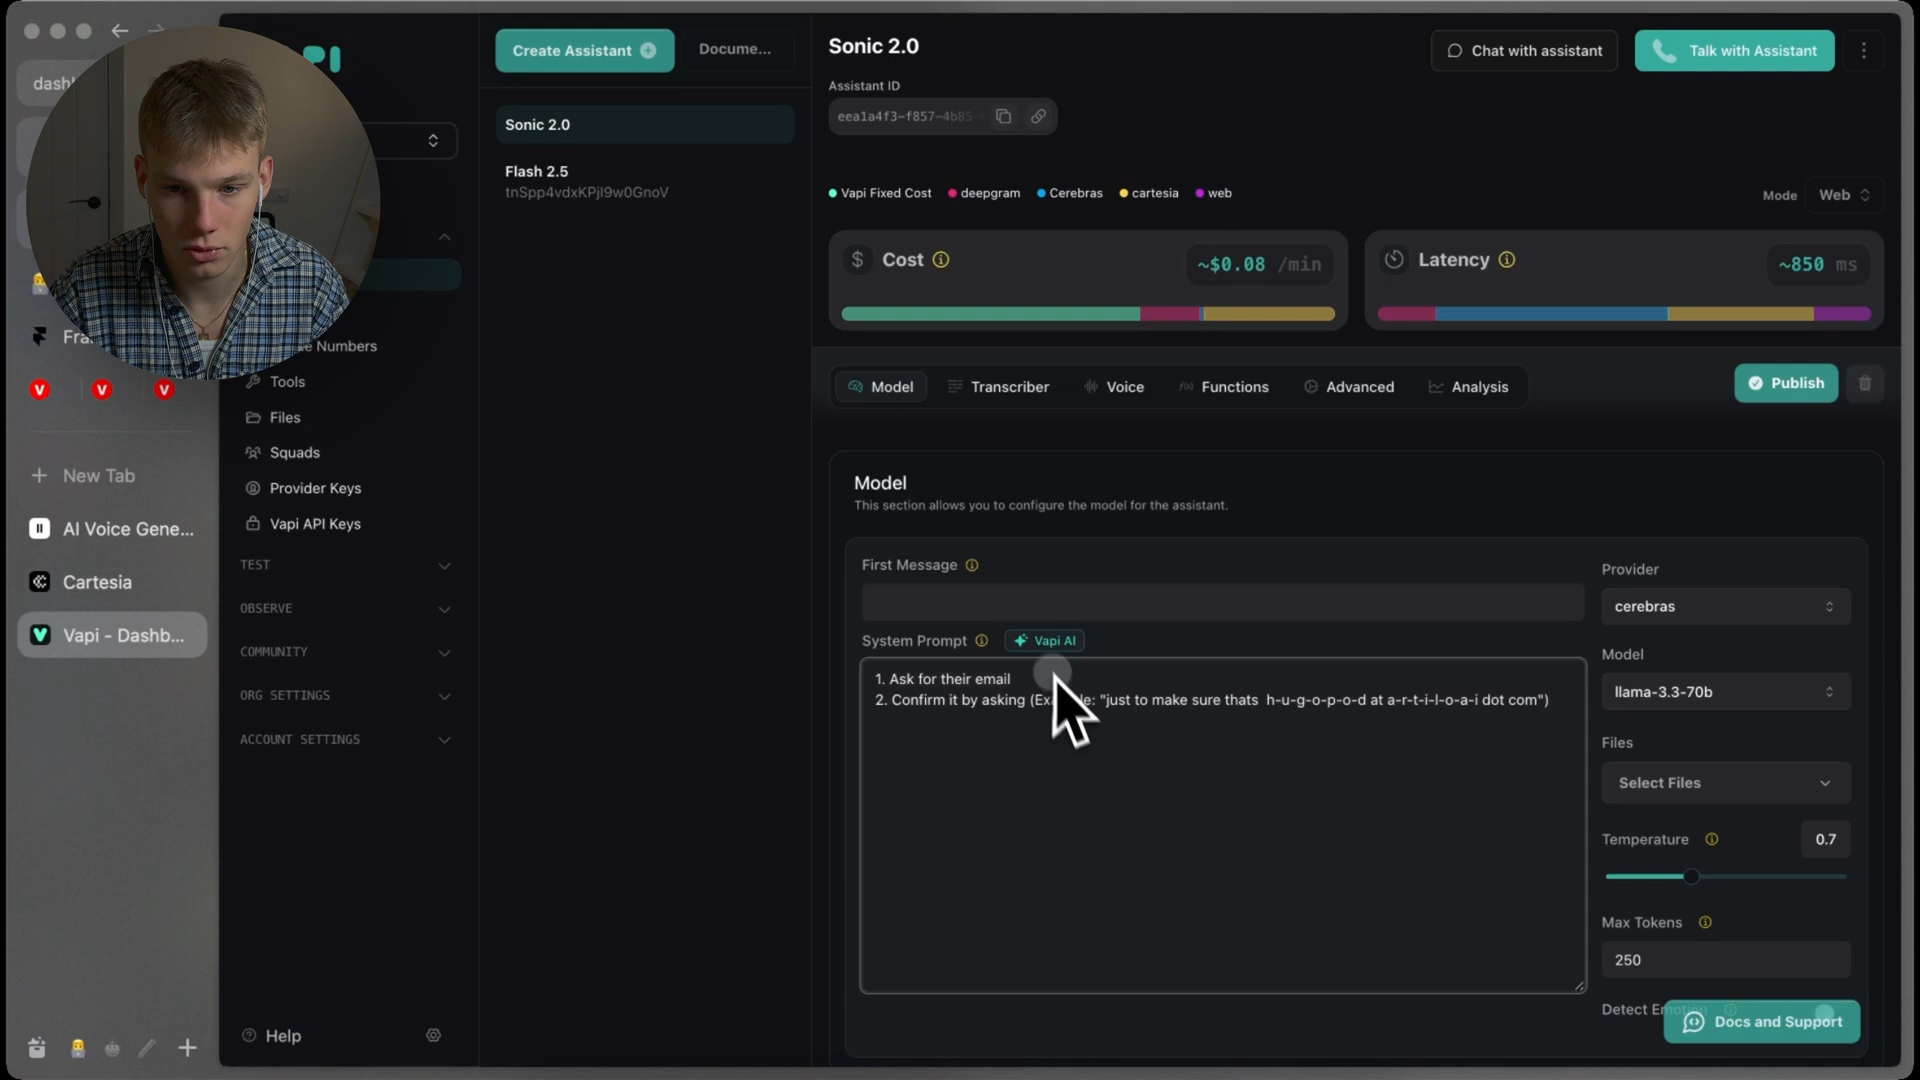 Create Assistant
Docume...
Sonic 2.0
Flash 2.5
tnSpp4vdxKPjI9w0GnoV
Sonic 2.0
Assistant ID
eea1a4f3-f857-4b85-
Chat with assistant
Talk with Assistant
Vapi Fixed Cost
deepgram
Cerebras
cartesia
web
Mode
Web
$
Cost
~$0.08 /min
Latency
~850 ms
Model
Transcriber
Voice
Functions
Advanced
Analysis
Publish
Model
This section allows you to configure the model for the assistant.
First Message
System Prompt
Vapi AI
1. Ask for their email
2. Confirm it by asking ( "just to make sure thats h-u-g-o-p-o-d at a-r-t-i-l-o-a-i dot com")
Provider
cerebras
Model
llama-3.3-70b
Files
Select Files
Temperature
0.7
Max Tokens
250
Detect
Docs and Support
Numbers
Tools
Files
Squads
Provider Keys
Vapi API Keys
TEST
OBSERVE
COMMUNITY
ORG SETTINGS
ACCOUNT SETTINGS
Help
New Tab
AI Voice Gene...
Cartesia
Vapi - Dashb...